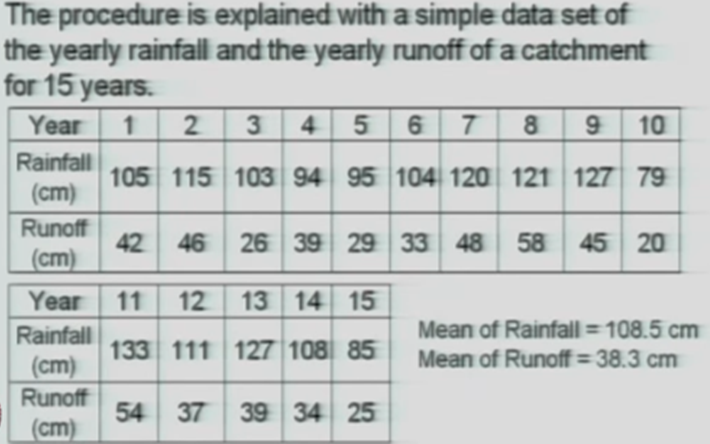 The procedure is explained with a simple data set of
the yearly rainfall and the yearly runoff of a catchment
for 15 years.
Year 1 2 3 4 5 6 7 8 9 10
Rainfall (cm) 105 115 103 94 95 104 120 121 127 79
Runoff (cm) 42 46 26 39 29 33 48 58 45 20
Year 11 12 13 14 15
Rainfall (cm) 133 111 127 108 85
Runoff (cm) 54 37 39 34 25
Mean of Rainfall = 108.5 cm
Mean of Runoff = 38.3 cm